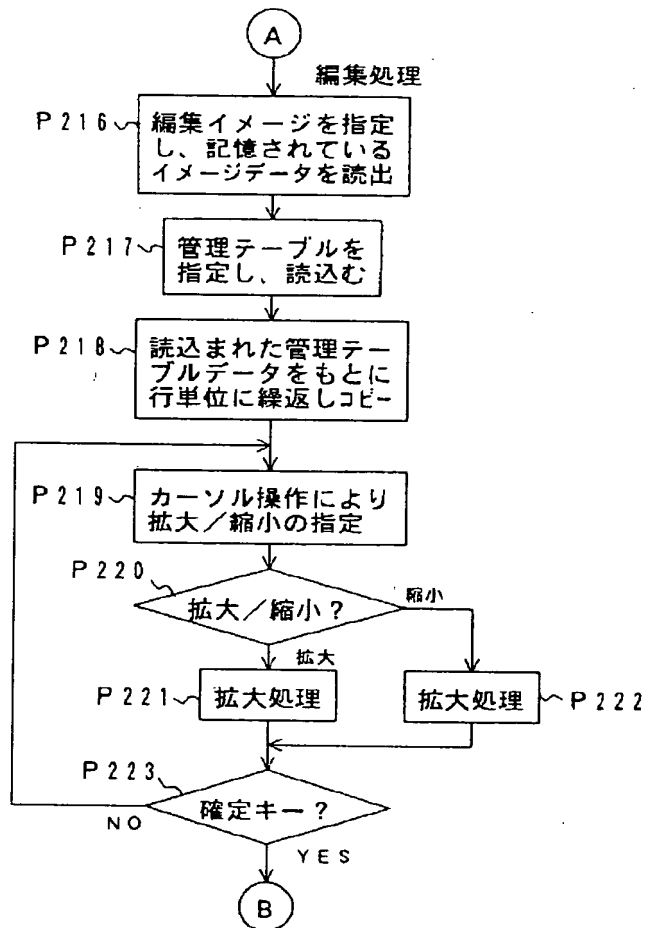 A
編集処理
P216
編集イメージを指定
し、記憶されている
イメージデータを読出
P217
管理テーブルを
指定し、読込む
P218
読込まれた管理テー
ブルデータをもとに
行単位に繰返しコピー
P219
カーソル操作により
拡大／縮小の指定
P220
拡大／縮小？
縮小
拡大
P221
拡大処理
拡大処理
P222
P223
確定キー？
NO
YES
B